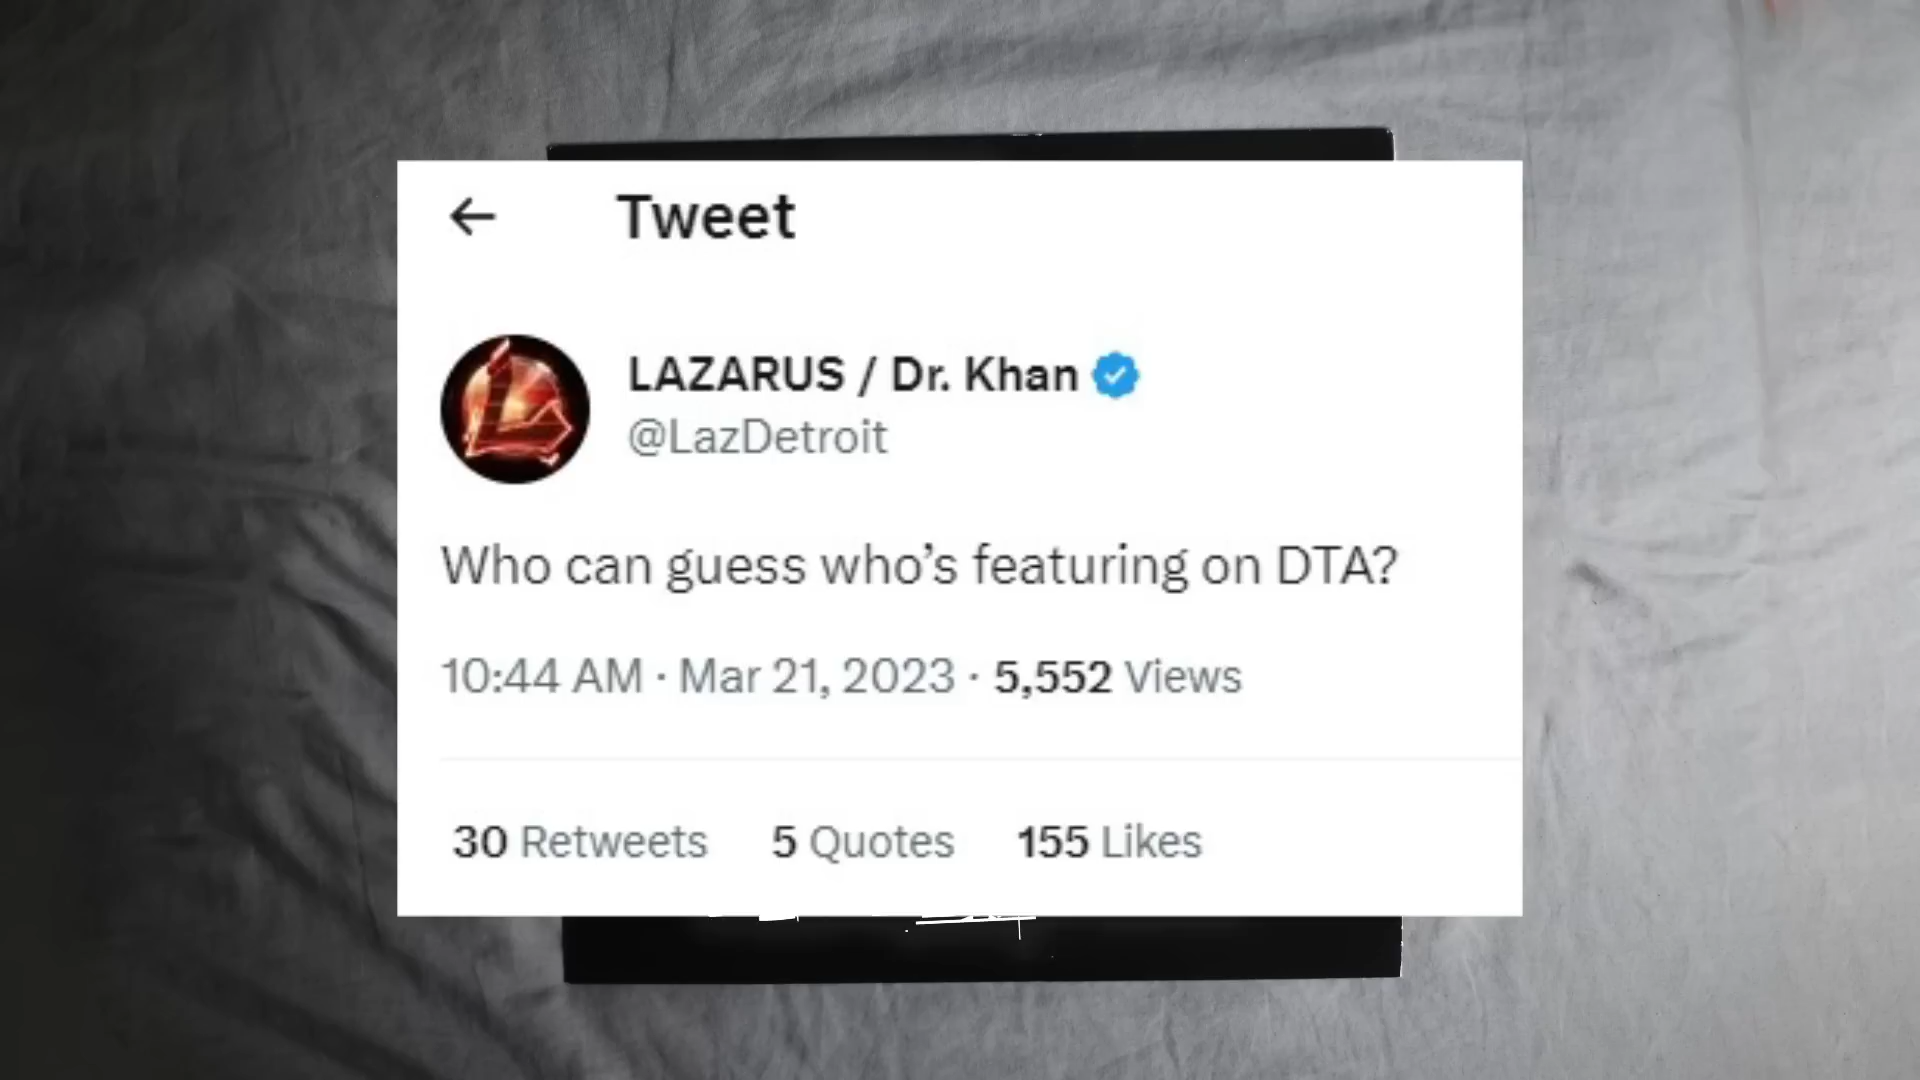 Tweet
LAZARUS / Dr. Khan
@LazDetroit
Who can guess who’s featuring on DTA?
10:44 AM · Mar 21, 2023 · 5,552 Views
30 Retweets 5 Quotes 155 Likes